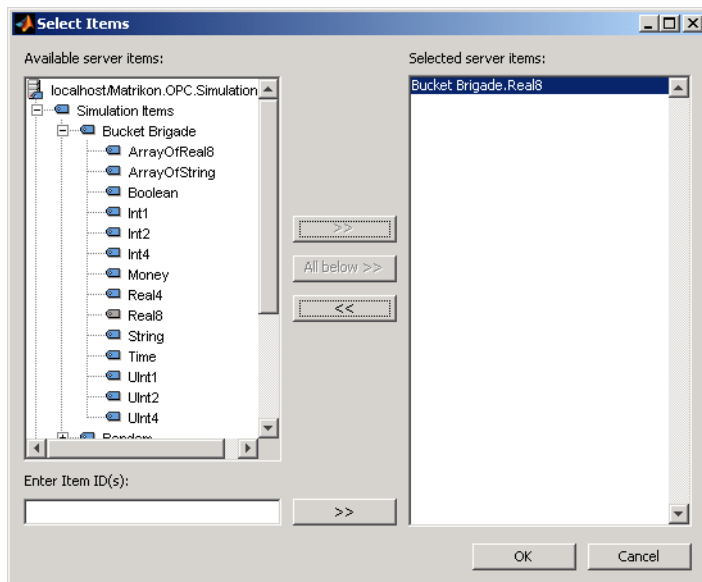 Select Items
Available server items:
localhost/Matrikon.OPC.Simulation
Simulation Items
Bucket Brigade
ArrayOfReal8
ArrayOfString
Boolean
Int1
Int2
Int4
Money
Real4
Real8
String
Time
UInt1
UInt2
UInt4
Random
>>
All below >>
<<
Selected server items:
Bucket Brigade.Real8
Enter Item ID(s):
>>
OK
Cancel